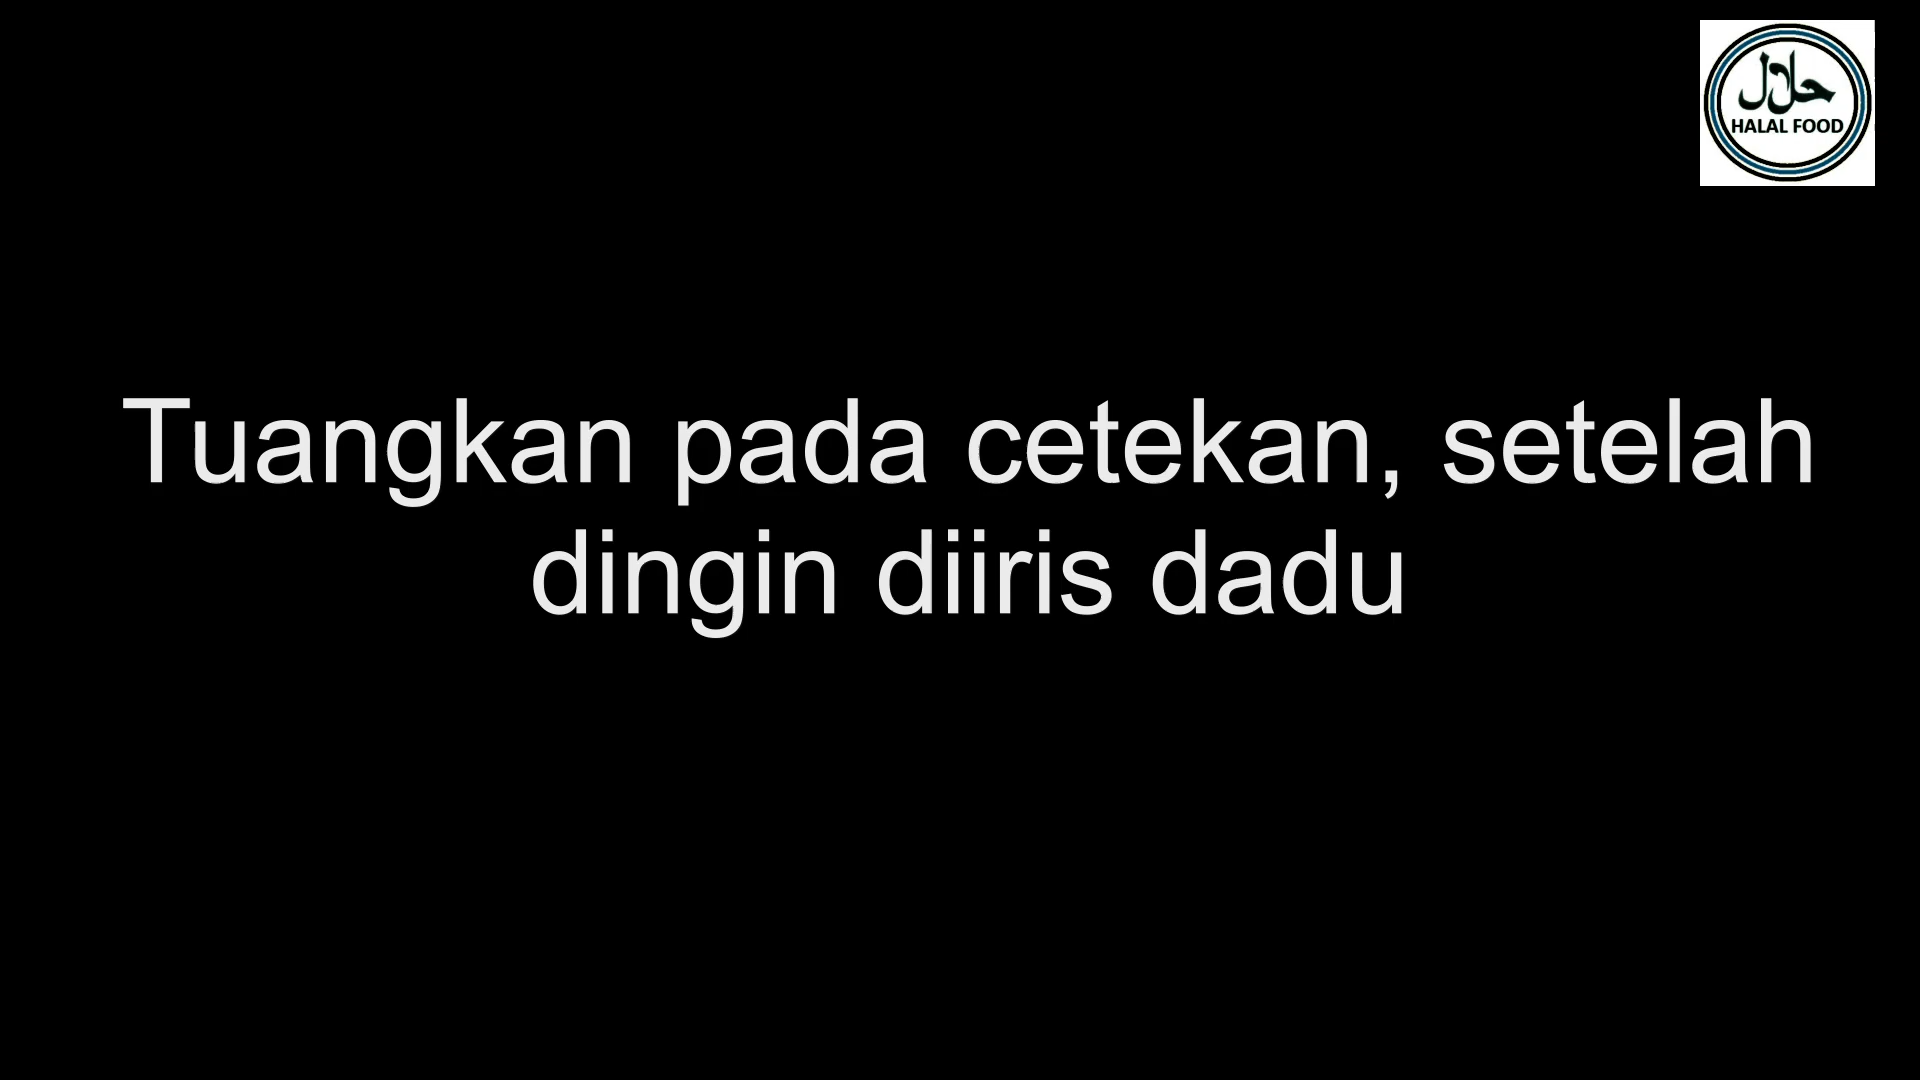 حلال
HALAL FOOD
Tuangkan pada cetekan, setelah
dingin diiris dadu